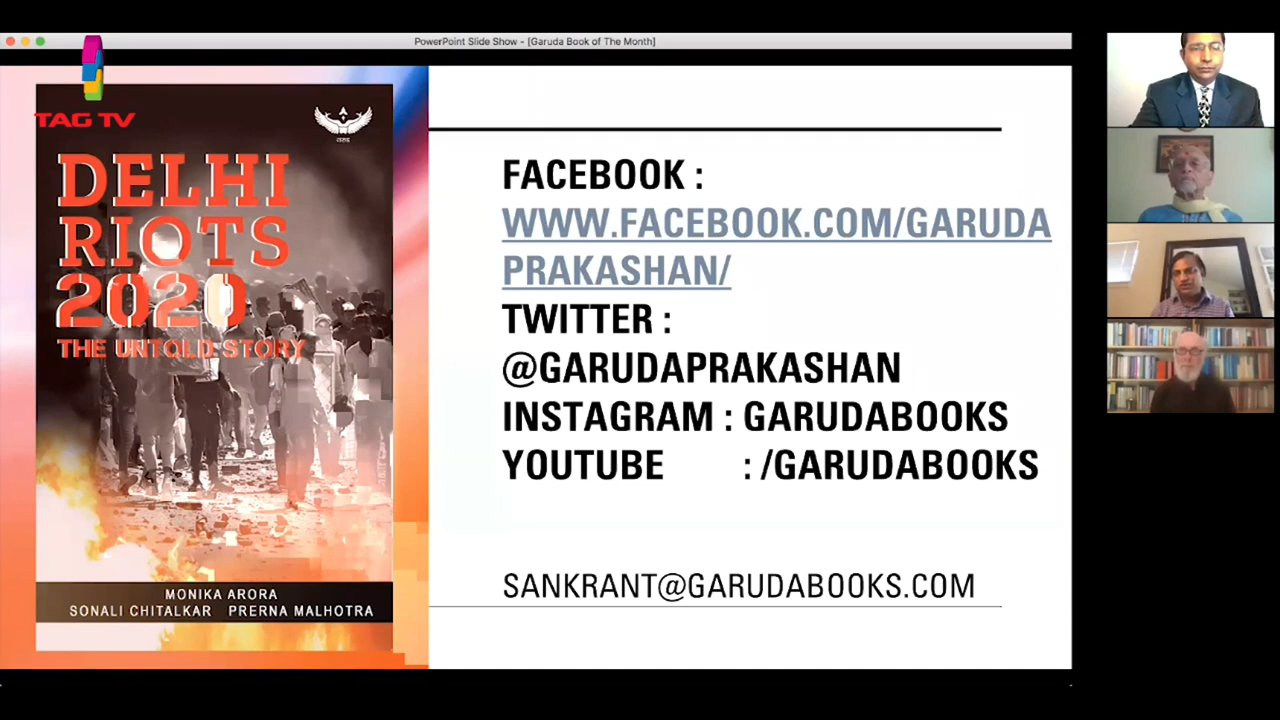 PowerPoint Slide Show - [Garuda Book of The Month]
TAG TV
DELHI
RIOTS
2020
THE UNTOLD STORY
MONIKA ARORA
SONALI CHITALKAR PRERNA MALHOTRA
FACEBOOK :
WWW.FACEBOOK.COM/GARUDA
PRAKASHAN/
TWITTER :
@GARUDAPRAKASHAN
INSTAGRAM : GARUDABOOKS
YOUTUBE : /GARUDABOOKS
SANKRANT@GARUDABOOKS.COM